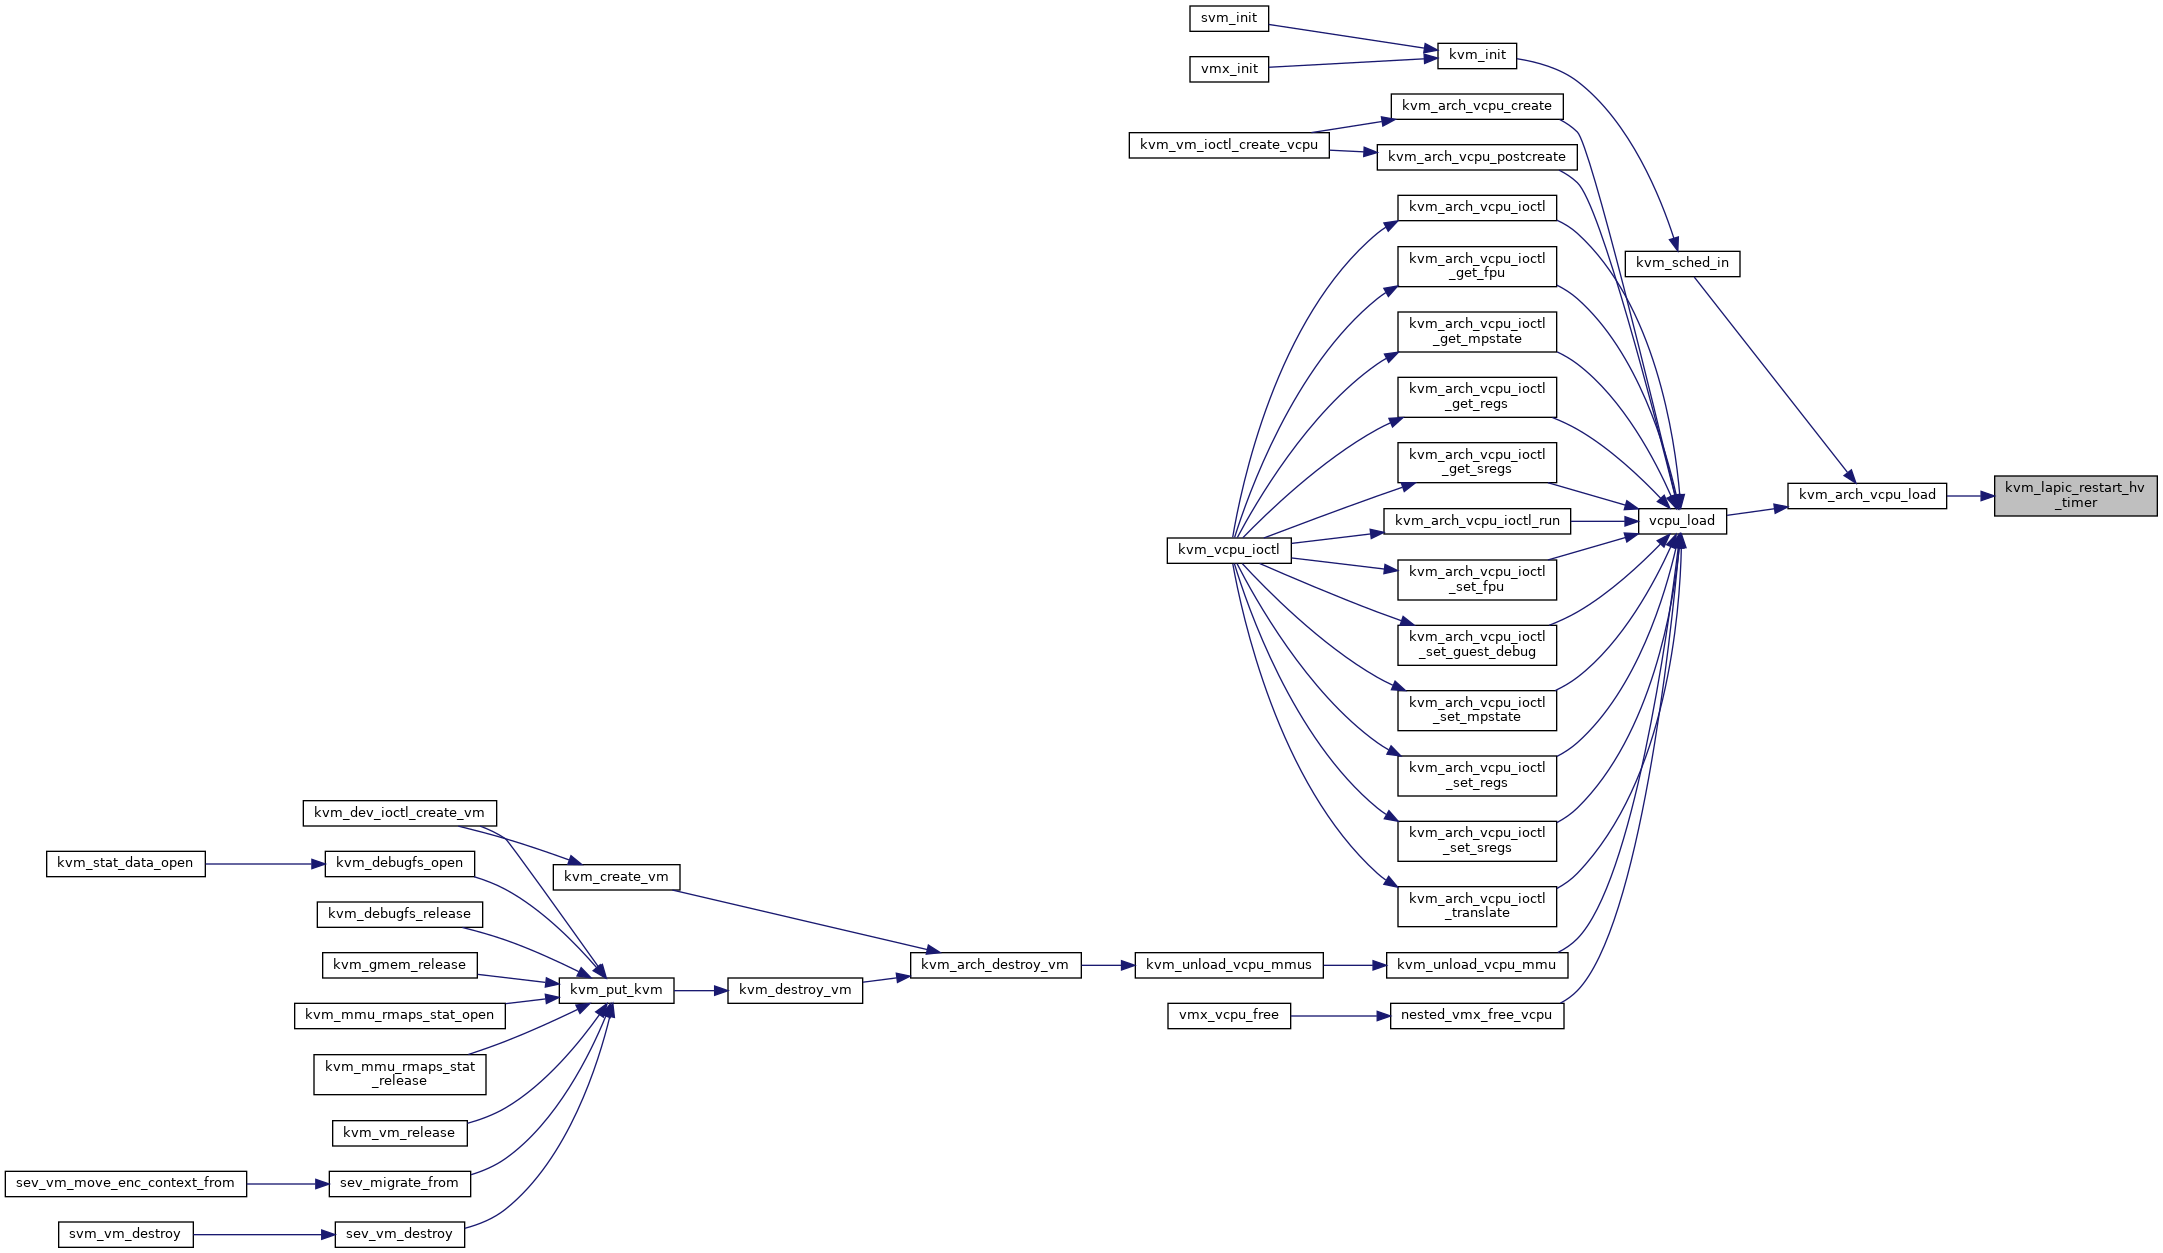 svm_init
kvm_init
vmx_init
kvm_arch_vcpu_create
kvm_vm_ioctl_create_vcpu
kvm_arch_vcpu_postcreate
kvm_arch_vcpu_ioctl
kvm_sched_in
kvm_arch_vcpu_ioctl
_get_fpu
kvm_arch_vcpu_ioctl
_get_mpstate
kvm_arch_vcpu_ioctl
_get_regs
kvm_arch_vcpu_ioctl
_get_sregs
kvm_arch_vcpu_load
kvm_lapic_restart_hv
_timer
kvm_arch_vcpu_ioctl_run
vcpu_load
kvm_vcpu_ioctl
kvm_arch_vcpu_ioctl
_set_fpu
kvm_arch_vcpu_ioctl
_set_guest_debug
kvm_arch_vcpu_ioctl
_set_mpstate
kvm_arch_vcpu_ioctl
_set_regs
kvm_arch_vcpu_ioctl
_set_sregs
kvm_arch_vcpu_ioctl
_translate
kvm_dev_ioctl_create_vm
kvm_stat_data_open
kvm_debugfs_open
kvm_create_vm
kvm_debugfs_release
kvm_gmem_release
kvm_arch_destroy_vm
kvm_unload_vcpu_mmus
kvm_unload_vcpu_mmu
kvm_put_kvm
kvm_destroy_vm
kvm_mmu_rmaps_stat_open
vmx_vcpu_free
nested_vmx_free_vcpu
kvm_mmu_rmaps_stat
_release
kvm_vm_release
sev_vm_move_enc_context_from
sev_migrate_from
svm_vm_destroy
sev_vm_destroy